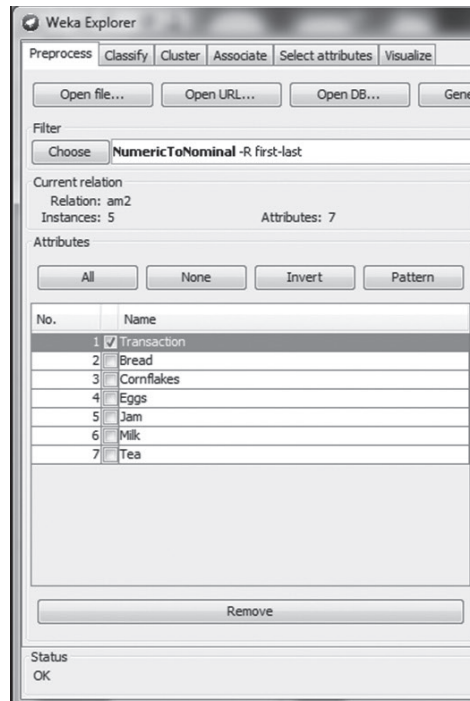 Weka Explorer
Preprocess Classify Cluster Associate Select attributes Visualize
Open file... Open URL... Open DB...
Filter
Choose NumericToNominal -R first-last
Current relation
Relation: am2
Instances: 5 Attributes: 7
Attributes
All None Invert Pattern
No. Name
1 Transaction
2 Bread
3 Cornflakes
4 Eggs
5 Jam
6 Milk
7 Tea
Remove
Status
OK